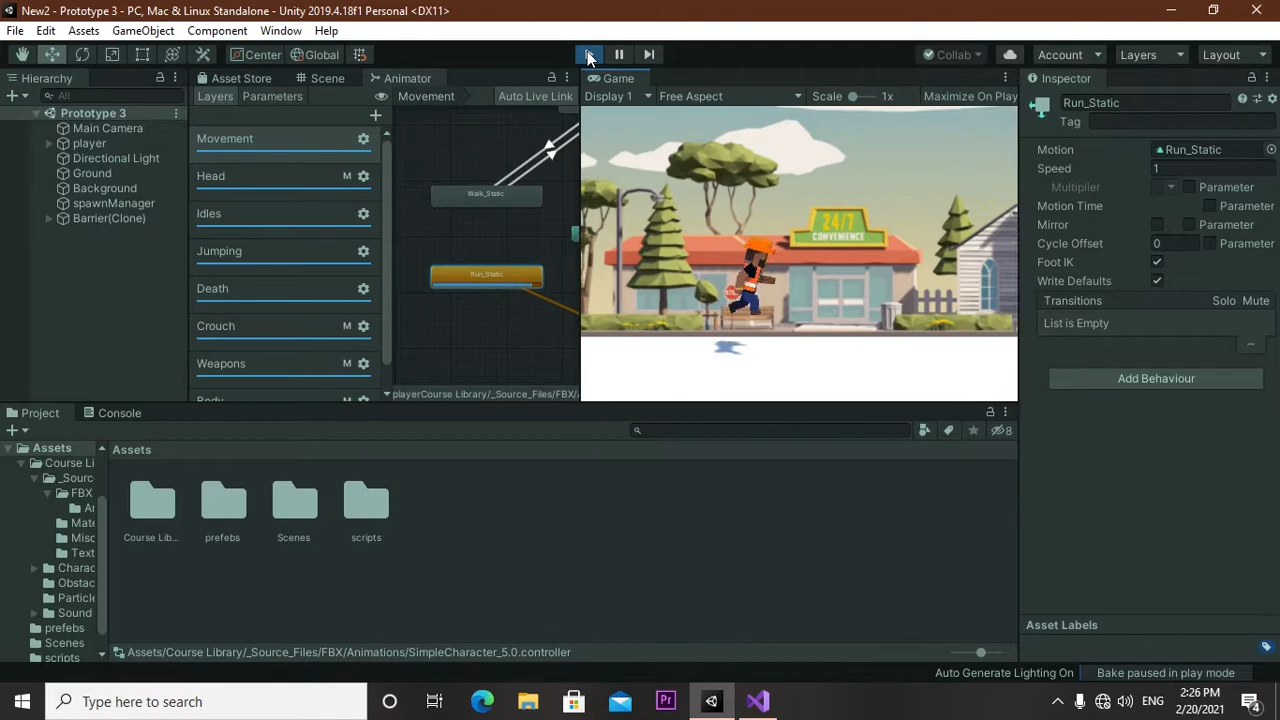 New2 - Prototype 3 - PC, Mac & Linux Standalone - Unity 2019.4.18f1 Personal <DX11>
File Edit Assets GameObject Component Window Help
Center Global Collab Account Layers Layout
Hierarchy
All
Prototype 3
Main Camera
player
Directional Light
Ground
Background
spawnManager
Barrier(Clone)
Asset Store Scene Animator
Layers Parameters Movement Auto Live Link
Movement
Head M
Idles
Jumping
Death
Crouch M
Weapons M
Body
Walk_Static
Run_Static
playerCourse Library/_Source_Files/FBX/
Game
Display 1 Free Aspect Scale 1x Maximize On Play
24/7
CONVENIENCE
Inspector
Run_Static
Tag
Motion Run_Static
Speed 1
Multiplier Parameter
Motion Time Parameter
Mirror Parameter
Cycle Offset 0 Parameter
Foot IK
Write Defaults
Transitions Solo Mute
List is Empty
Add Behaviour
Asset Labels
Project Console
8
Assets
Course Li
_Sourc
FBX
Ar
Mate
Misc
Text
Charac
Obstac
Particle
Sound
prefebs
Scenes
scripts
Assets
Course Lib...
prefebs
Scenes
scripts
Assets/Course Library/_Source_Files/FBX/Animations/SimpleCharacter_5.0.controller
Auto Generate Lighting On Bake paused in play mode
Type here to search
Pr
ENG
2:26 PM
2/20/2021
4